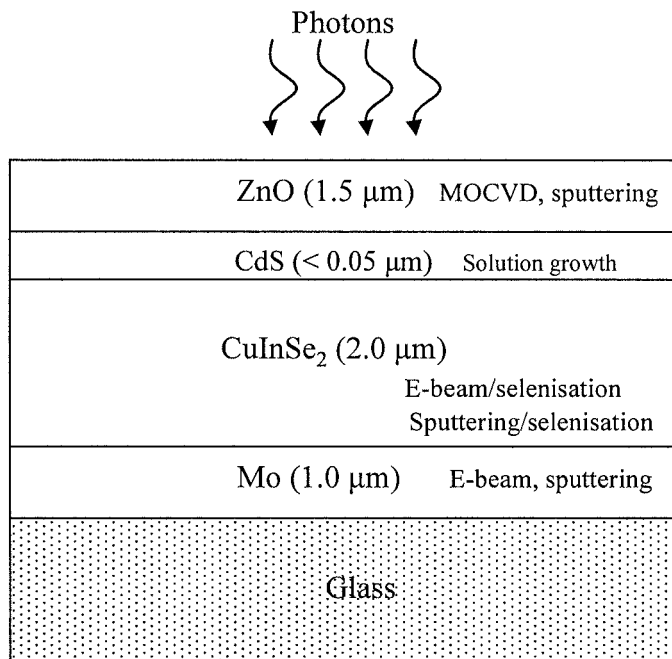 Photons
ZnO (1.5 μm) MOCVD, sputtering
CdS (< 0.05 μm) Solution growth
CuInSe₂ (2.0 μm)
E-beam/selenisation
Sputtering/selenisation
Mo (1.0 μm) E-beam, sputtering
Glass